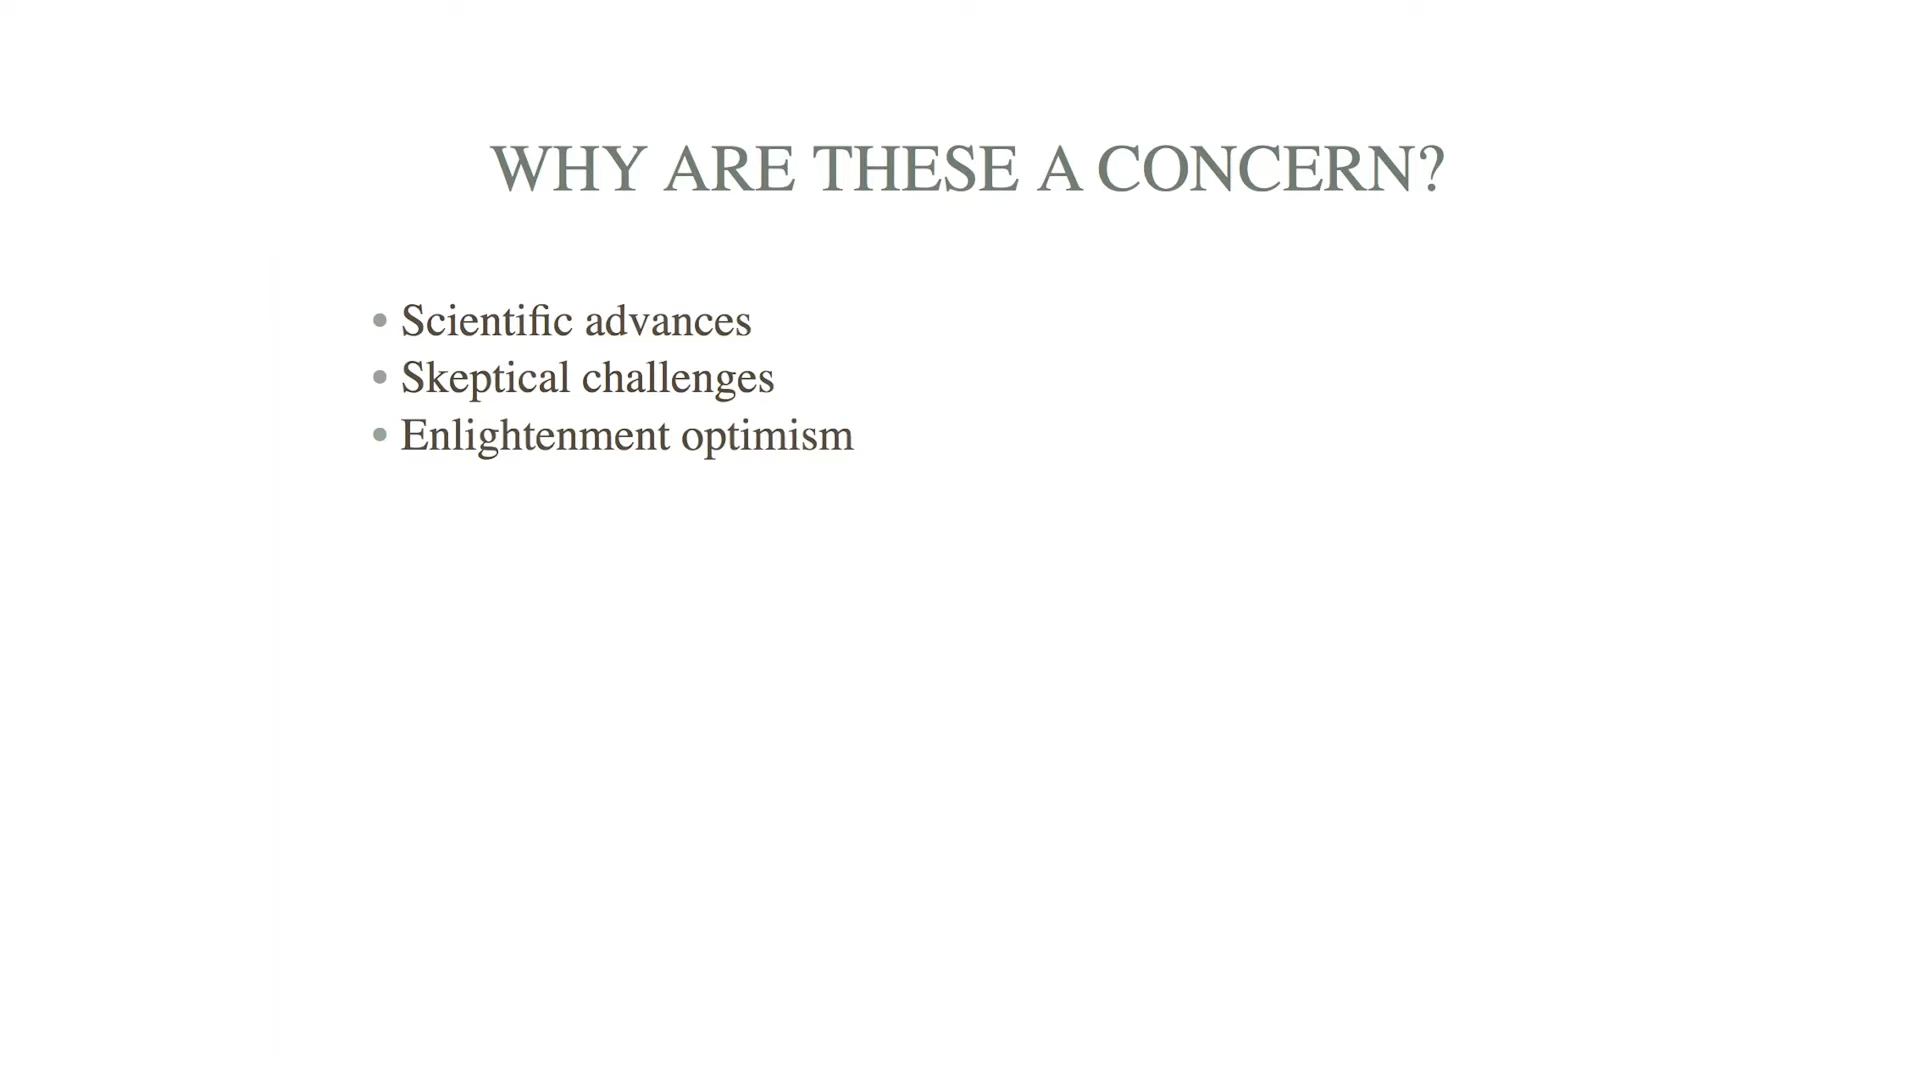 WHY ARE THESE A CONCERN?
• Scientific advances
• Skeptical challenges
• Enlightenment optimism